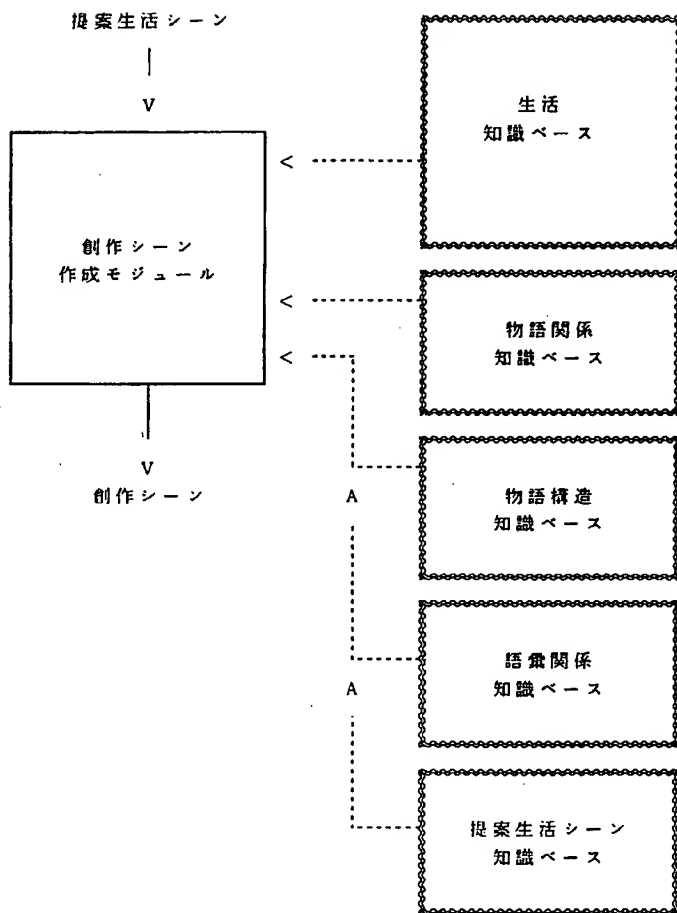 提案生活シーン
V
創作シーン
作成モジュール
V
創作シーン
<
<
<
A
A
生活
知識ベース
物語関係
知識ベース
物語構造
知識ベース
語彙関係
知識ベース
提案生活シーン
知識ベース